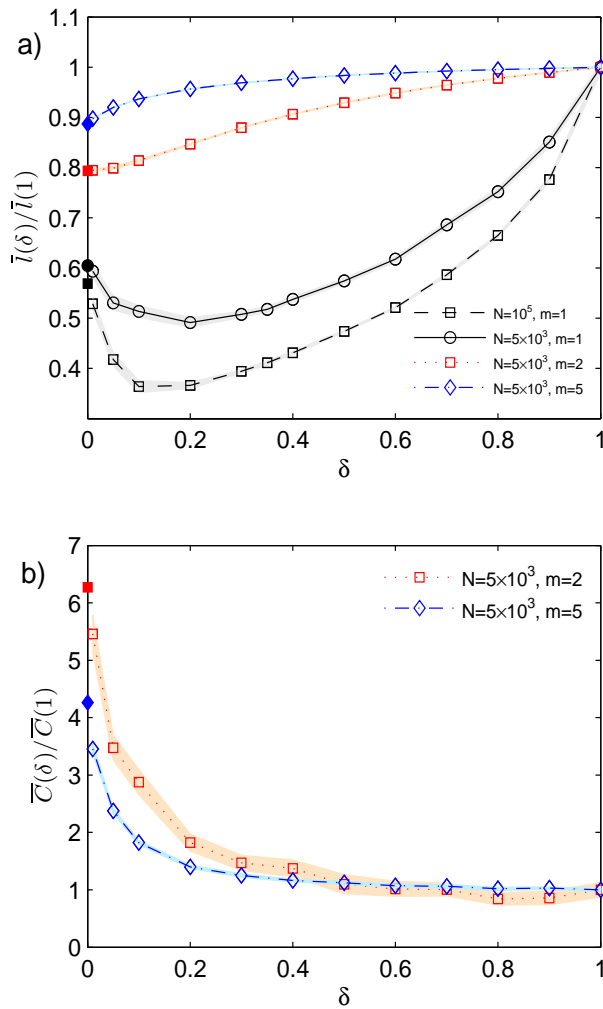 a)
1.1
1
0.9
0.8
0.7
0.6
0.5
0.4
l̄(δ)/l̄(1)
N=10⁵, m=1
N=5×10³, m=1
N=5×10³, m=2
N=5×10³, m=5
0 0.2 0.4 0.6 0.8 1
δ
b)
7
6
5
4
3
2
1
0
C̅(δ)/C̅(1)
N=5×10³, m=2
N=5×10³, m=5
0 0.2 0.4 0.6 0.8 1
δ